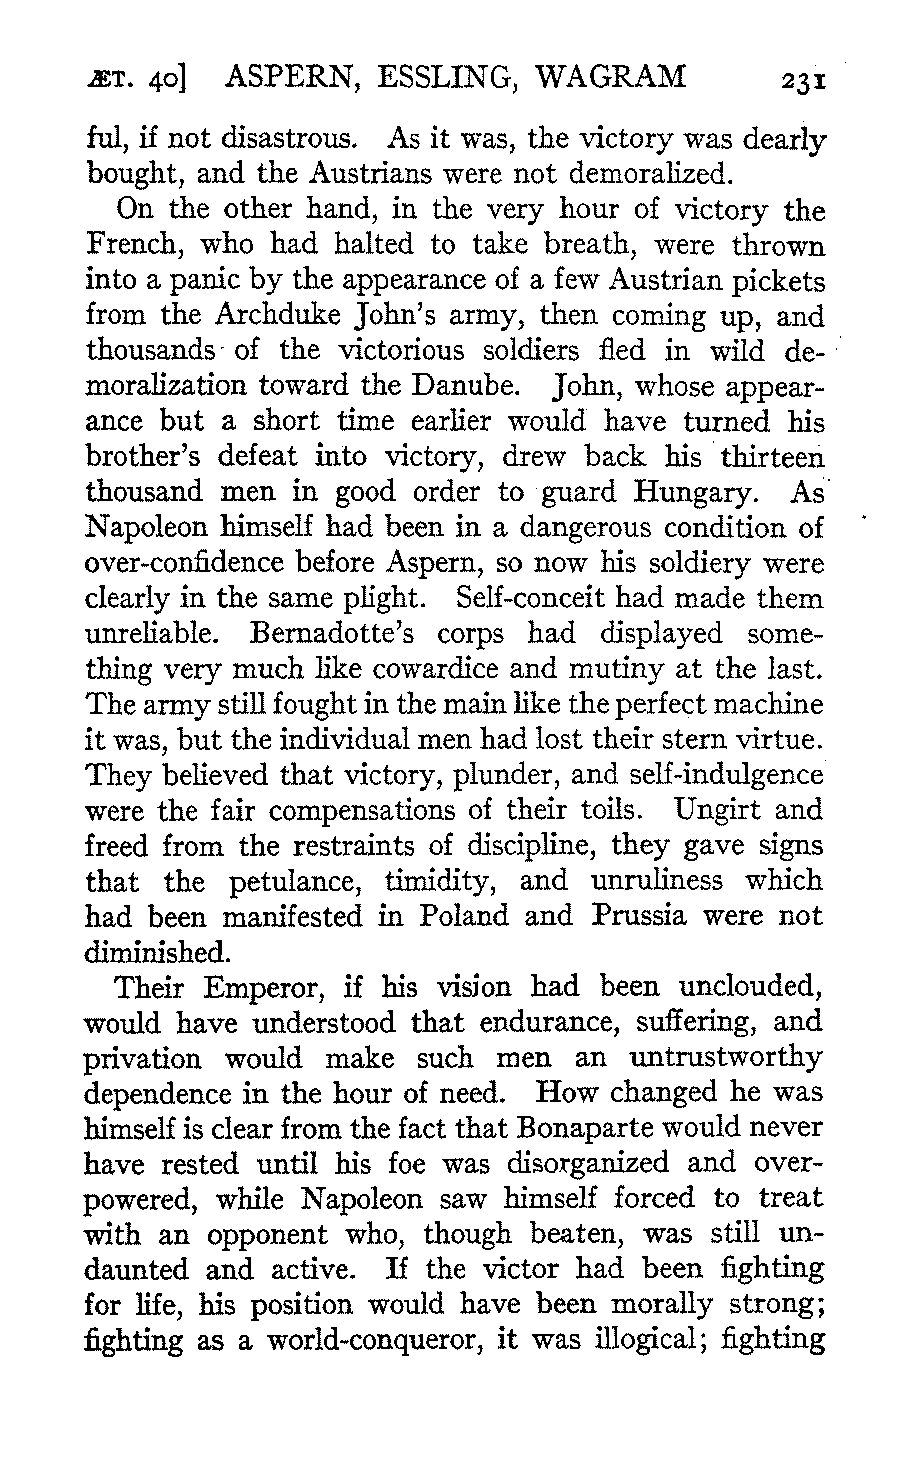 ÆT. 40] ASPERN, ESSLING, WAGRAM 231
ful, if not disastrous. As it was, the victory was dearly
bought, and the Austrians were not demoralized.
On the other hand, in the very hour of victory the
French, who had halted to take breath, were thrown
into a panic by the appearance of a few Austrian pickets
from the Archduke John's army, then coming up, and
thousands of the victorious soldiers fled in wild de-
moralization toward the Danube. John, whose appear-
ance but a short time earlier would have turned his
brother's defeat into victory, drew back his thirteen
thousand men in good order to guard Hungary. As
Napoleon himself had been in a dangerous condition of
over-confidence before Aspern, so now his soldiery were
clearly in the same plight. Self-conceit had made them
unreliable. Bernadotte's corps had displayed some-
thing very much like cowardice and mutiny at the last.
The army still fought in the main like the perfect machine
it was, but the individual men had lost their stern virtue.
They believed that victory, plunder, and self-indulgence
were the fair compensations of their toils. Ungirt and
freed from the restraints of discipline, they gave signs
that the petulance, timidity, and unruliness which
had been manifested in Poland and Prussia were not
diminished.
Their Emperor, if his vision had been unclouded,
would have understood that endurance, suffering, and
privation would make such men an untrustworthy
dependence in the hour of need. How changed he was
himself is clear from the fact that Bonaparte would never
have rested until his foe was disorganized and over-
powered, while Napoleon saw himself forced to treat
with an opponent who, though beaten, was still un-
daunted and active. If the victor had been fighting
for life, his position would have been morally strong;
fighting as a world-conqueror, it was illogical; fighting